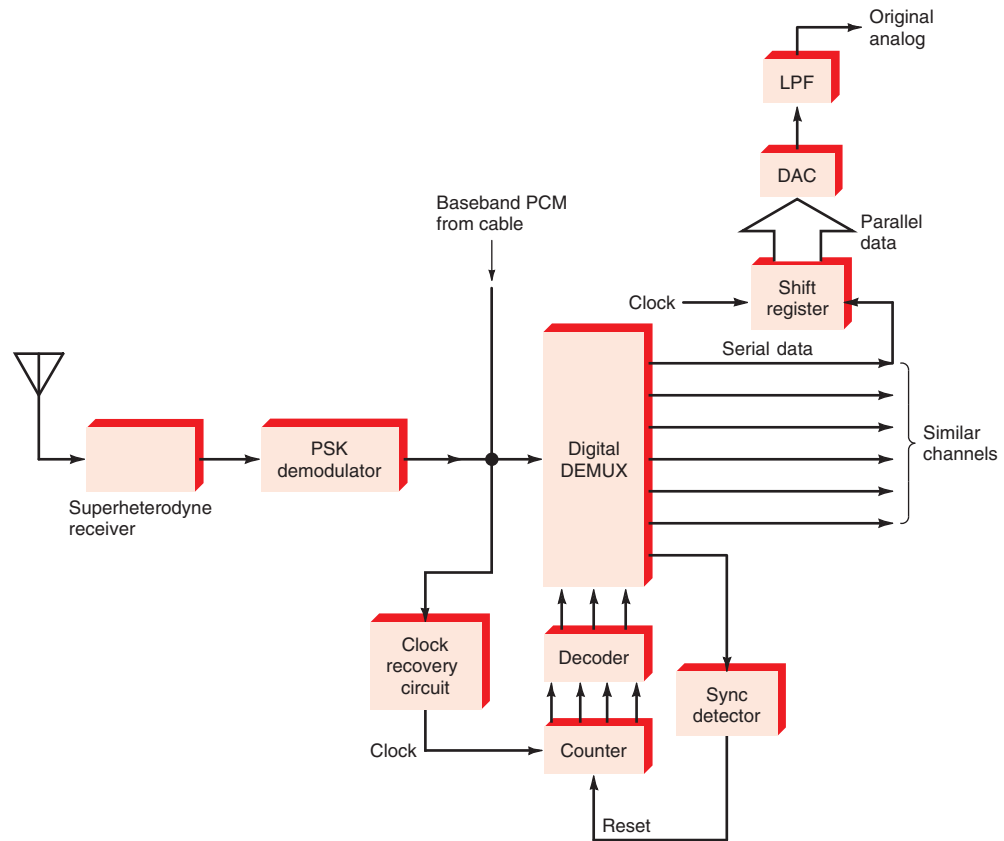 Original
analog
LPF
DAC
Baseband PCM
from cable
Parallel
data
Clock
Shift
register
Serial data
Superheterodyne
receiver
PSK
demodulator
Digital
DEMUX
Similar
channels
Clock
recovery
circuit
Decoder
Sync
detector
Clock
Counter
Reset